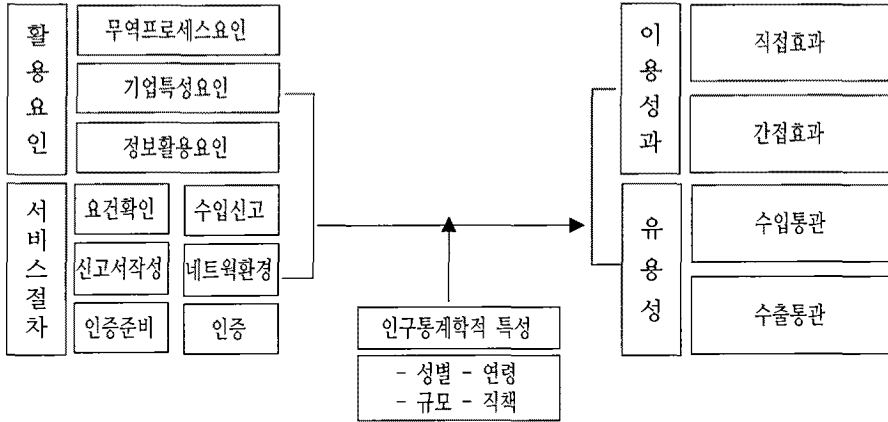 활용요인
무역프로세스요인
기업특성요인
정보활용요인
서비스절차
요건확인
수입신고
신고서작성
네트웍환경
인증준비
인증
인구통계학적 특성
- 성별 - 연령
- 규모 - 직책
이용성과
직접효과
간접효과
유용성
수입통관
수출통관